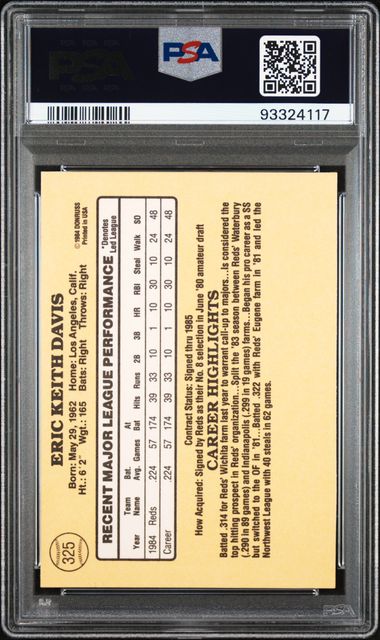 PSA
PSA
93324117
325
ERIC KEITH DAVIS
Born: May 29, 1962 Home: Los Angeles, Calif.
Ht.: 6' 2" Wgt.: 165 Bats: Right Throws: Right
© 1984 DONRUSS
Printed in USA
RECENT MAJOR LEAGUE PERFORMANCE
*Denotes
Led League
Year Team Name Bat. Avg. Games At Bat Hits Runs 2B 3B HR RBI Steal Walk SO
1984 Reds .224 57 174 39 33 10 1 10 30 10 24 48
Career .224 57 174 39 33 10 1 10 30 10 24 48
Contract Status: Signed thru 1985
How Acquired: Signed by Reds as their No. 8 selection in June '80 amateur draft
CAREER HIGHLIGHTS
Batted .314 for Reds' Wichita farm last year to warrant call-up to majors...Is considered the
top hitting prospect in Reds' organization...Split the '83 season between Reds' Waterbury
(.290 in 89 games) and Indianapolis (.299 in 19 games) farms...Began his pro career as a SS
but switched to the OF in '81...Batted .322 with Reds' Eugene farm in '81 and led the
Northwest League with 40 steals in 62 games.
PSA